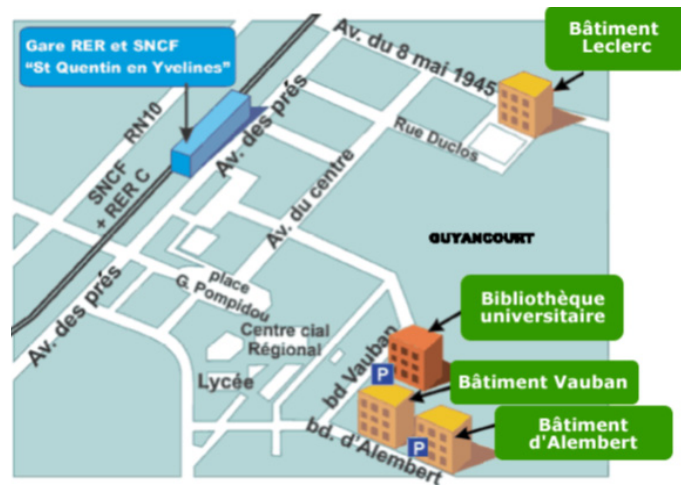 Bâtiment
Leclerc
Gare RER et SNCF
“St Quentin en Yvelines”
Av. du 8 mai 1945
RN10
Av. des prés
Rue Duclos
SNCF
+ RER C
Av. du centre
GUYANCOURT
place
G. Pompidou
Av. des prés
Bibliothèque
universitaire
Centre cial
Régional
bd Vauban
Lycée
P
Bâtiment Vauban
bd. d'Alembert
P
Bâtiment
d'Alembert